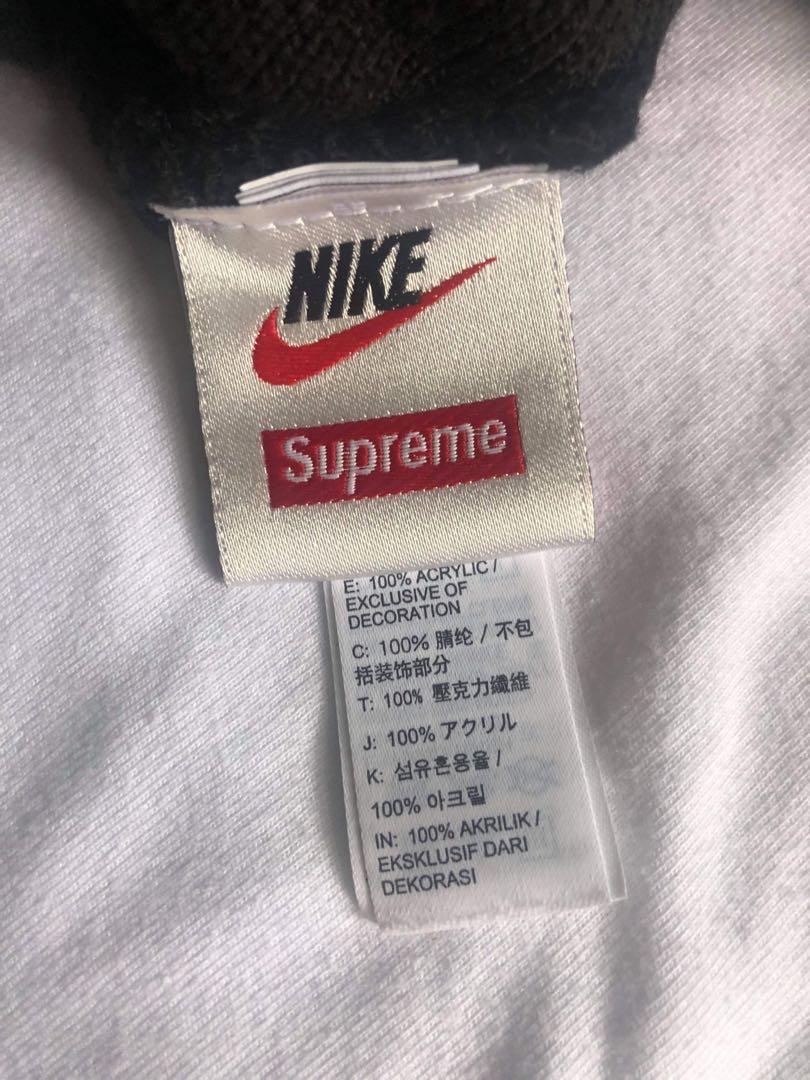 NIKE
Supreme
E: 100% ACRYLIC /
EXCLUSIVE OF
DECORATION
C: 100% 腈纶 / 不包
括装饰部分
T: 100% 壓克力纖維
J: 100% アクリル
K: 섬유혼용율 /
100% 아크릴
IN: 100% AKRILIK /
EKSKLUSIF DARI
DEKORASI